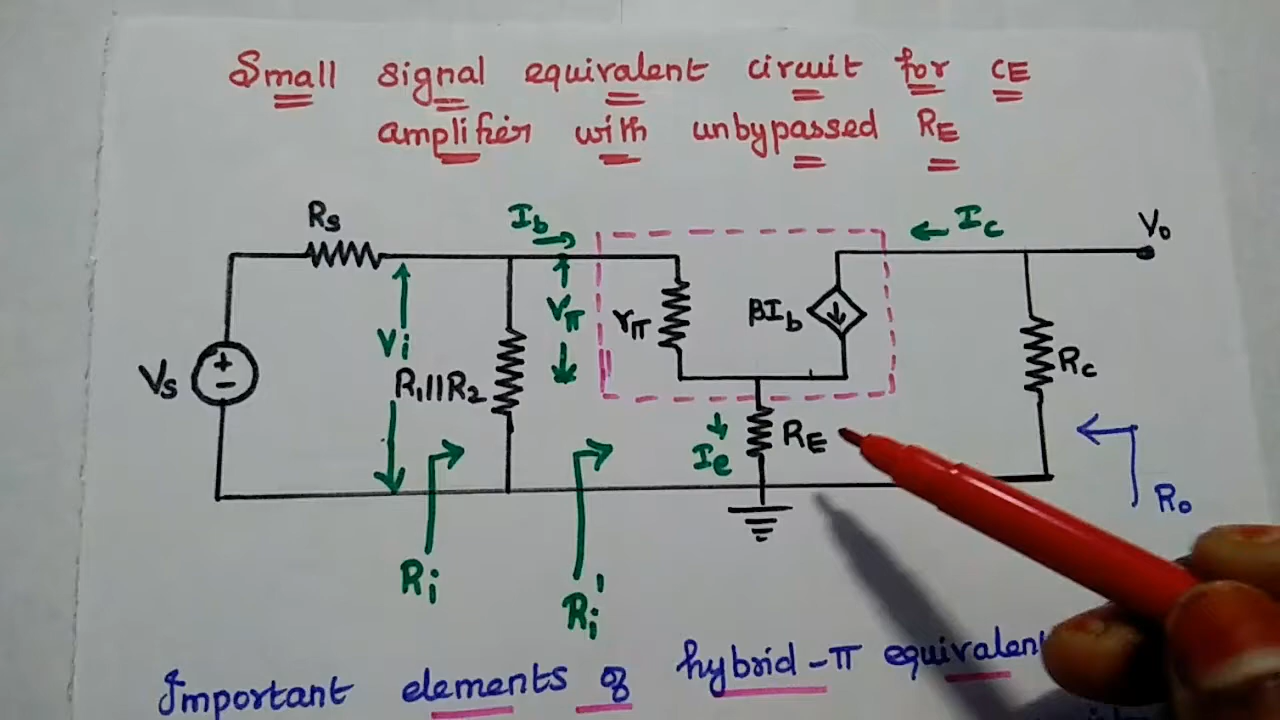 Small signal equivalent circuit for CE
amplifier with unbypassed RE
Rs
Ib
Ic
Vo
Vπ
rπ
βIb
Vi
Vs
+
-
R1||R2
Rc
RE
Ie
Ro
Ri
Ri'
Important elements of hybrid-π equivalent